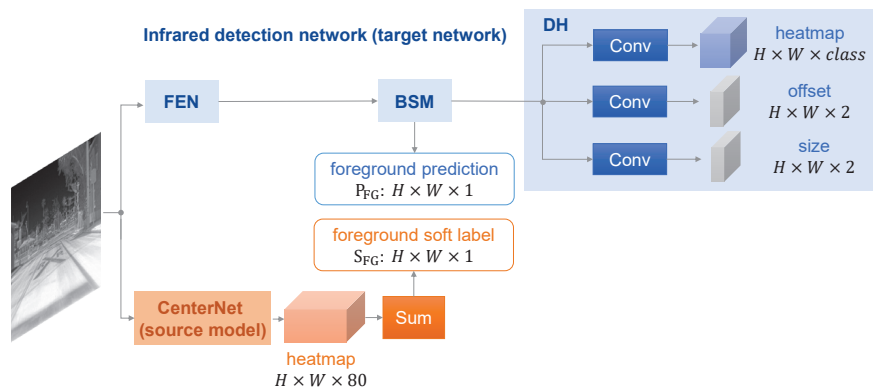 Infrared detection network (target network)
DH
Conv
heatmap
H × W × class
FEN
BSM
Conv
offset
H × W × 2
Conv
size
H × W × 2
foreground prediction
P_FG: H × W × 1
foreground soft label
S_FG: H × W × 1
CenterNet
(source model)
Sum
heatmap
H × W × 80